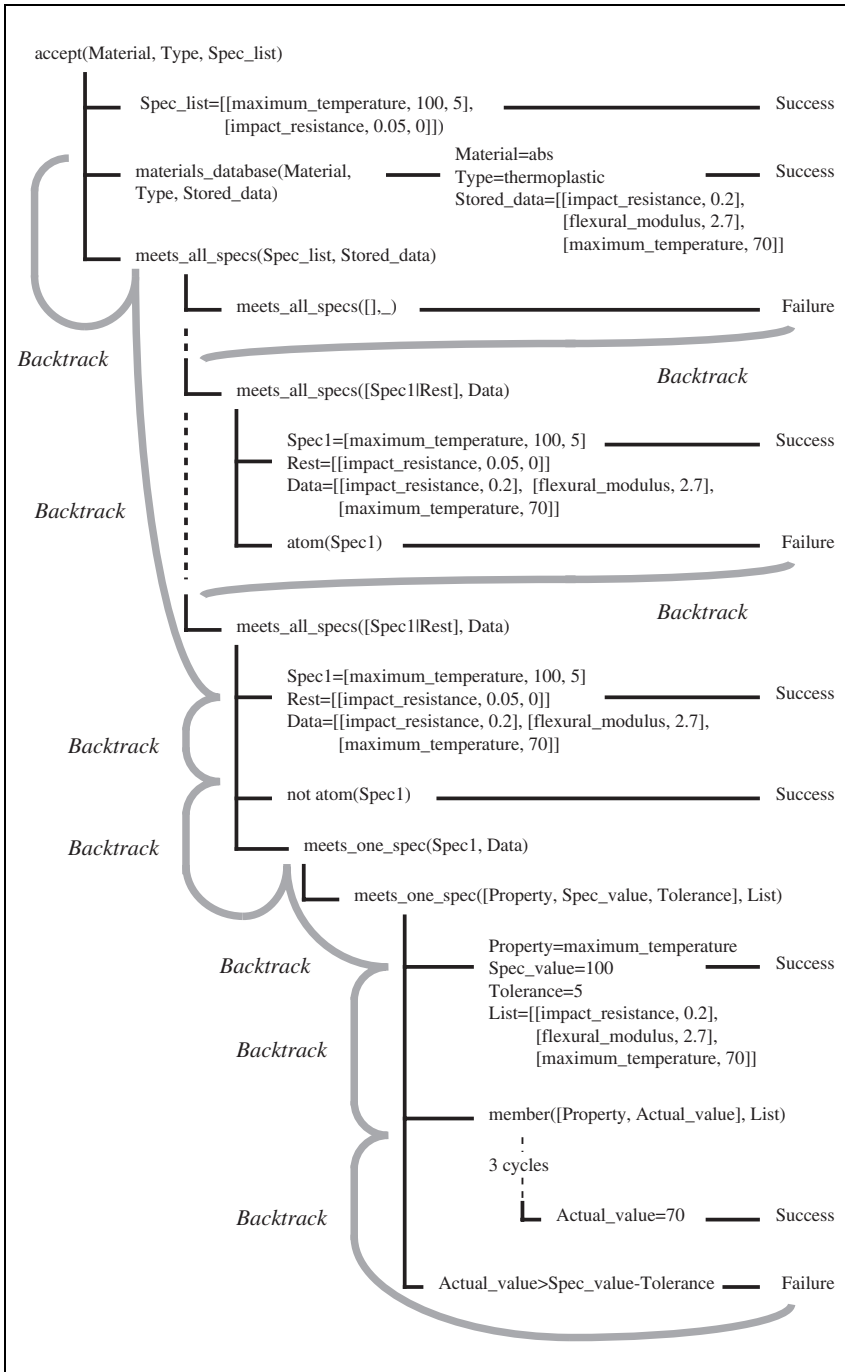 accept(Material, Type, Spec_list)
Spec_list=[[maximum_temperature, 100, 5], Success
[impact_resistance, 0.05, 0]])
Material=abs
materials_database(Material, Type=thermoplastic Success
Type, Stored_data) Stored_data=[[impact_resistance, 0.2],
[flexural_modulus, 2.7],
[maximum_temperature, 70]]
meets_all_specs(Spec_list, Stored_data)
meets_all_specs([],_) Failure
Backtrack
Backtrack
meets_all_specs([Spec1|Rest], Data)
Spec1=[maximum_temperature, 100, 5] Success
Rest=[[impact_resistance, 0.05, 0]]
Data=[[impact_resistance, 0.2], [flexural_modulus, 2.7],
[maximum_temperature, 70]]
Backtrack
atom(Spec1) Failure
Backtrack
meets_all_specs([Spec1|Rest], Data)
Spec1=[maximum_temperature, 100, 5]
Rest=[[impact_resistance, 0.05, 0]] Success
Data=[[impact_resistance, 0.2], [flexural_modulus, 2.7],
[maximum_temperature, 70]]
Backtrack
not atom(Spec1) Success
Backtrack
meets_one_spec(Spec1, Data)
meets_one_spec([Property, Spec_value, Tolerance], List)
Property=maximum_temperature
Backtrack
Spec_value=100 Success
Tolerance=5
List=[[impact_resistance, 0.2],
[flexural_modulus, 2.7],
[maximum_temperature, 70]]
Backtrack
member([Property, Actual_value], List)
3 cycles
Backtrack
Actual_value=70 Success
Actual_value>Spec_value-Tolerance Failure